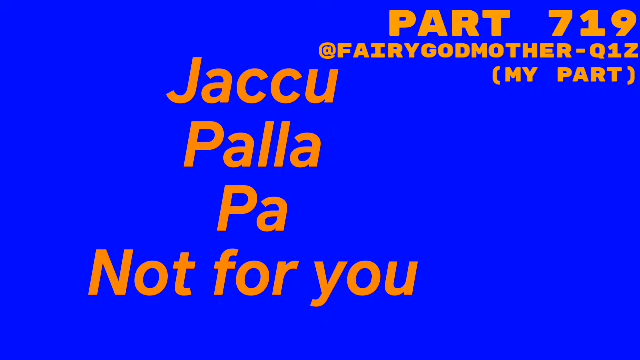 PART 719
@FAIRYGODMOTHER-Q1Z
(MY PART)
Jaccu
Palla
Pa
Not for you